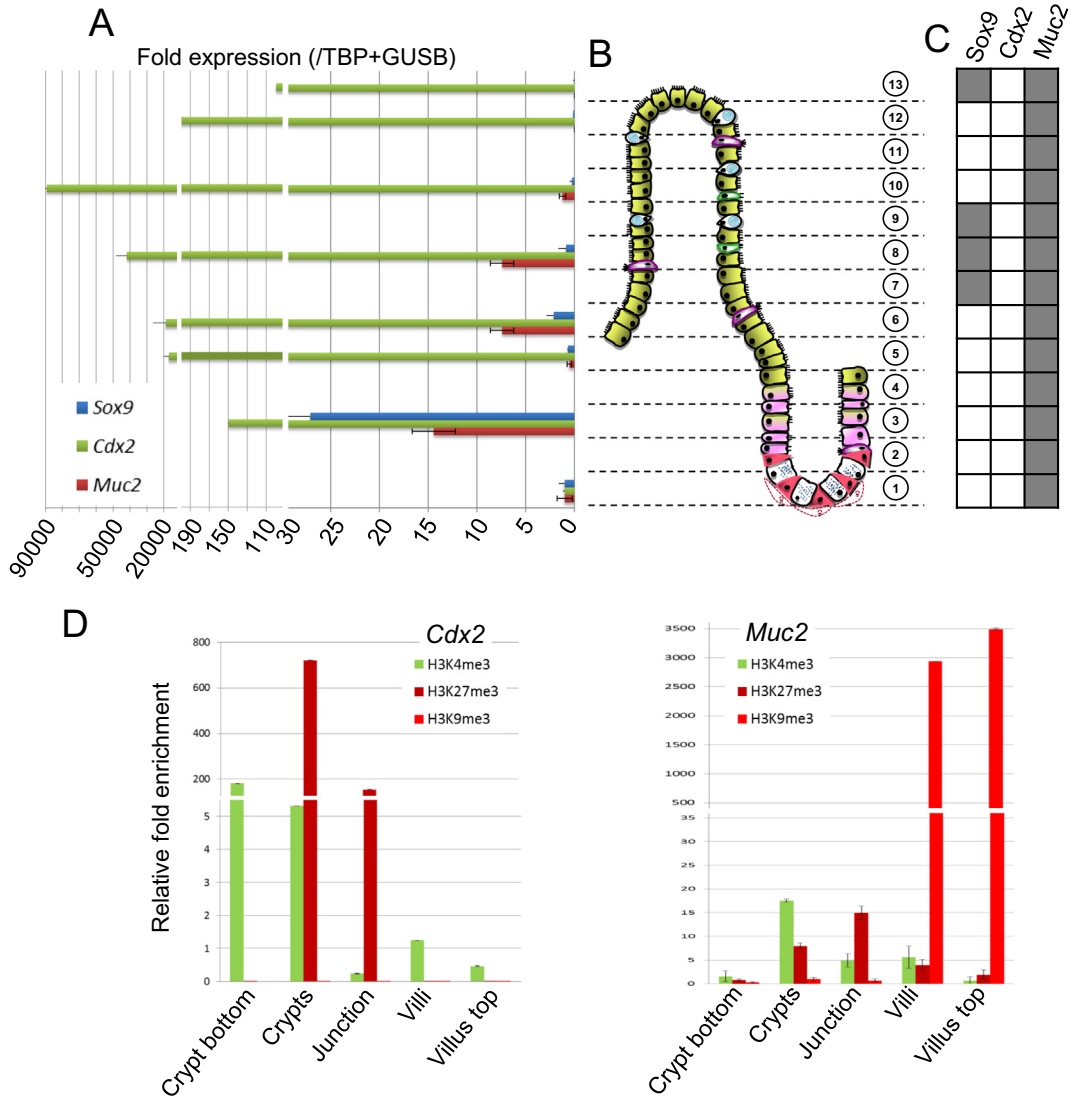 A
Fold expression (/TBP+GUSB)
Sox9
Cdx2
Muc2
90000
50000
20000
190
150
110
30
25
20
15
10
5
0
B
13
12
11
10
9
8
7
6
5
4
3
2
1
C
Sox9
Cdx2
Muc2
D
Cdx2
H3K4me3
H3K27me3
H3K9me3
Relative fold enrichment
800
600
400
200
5
4
3
2
1
0
Crypt bottom
Crypts
Junction
Villi
Villus top
Muc2
H3K4me3
H3K27me3
H3K9me3
3500
3000
2500
2000
1500
1000
500
35
30
25
20
15
10
5
0
Crypt bottom
Crypts
Junction
Villi
Villus top